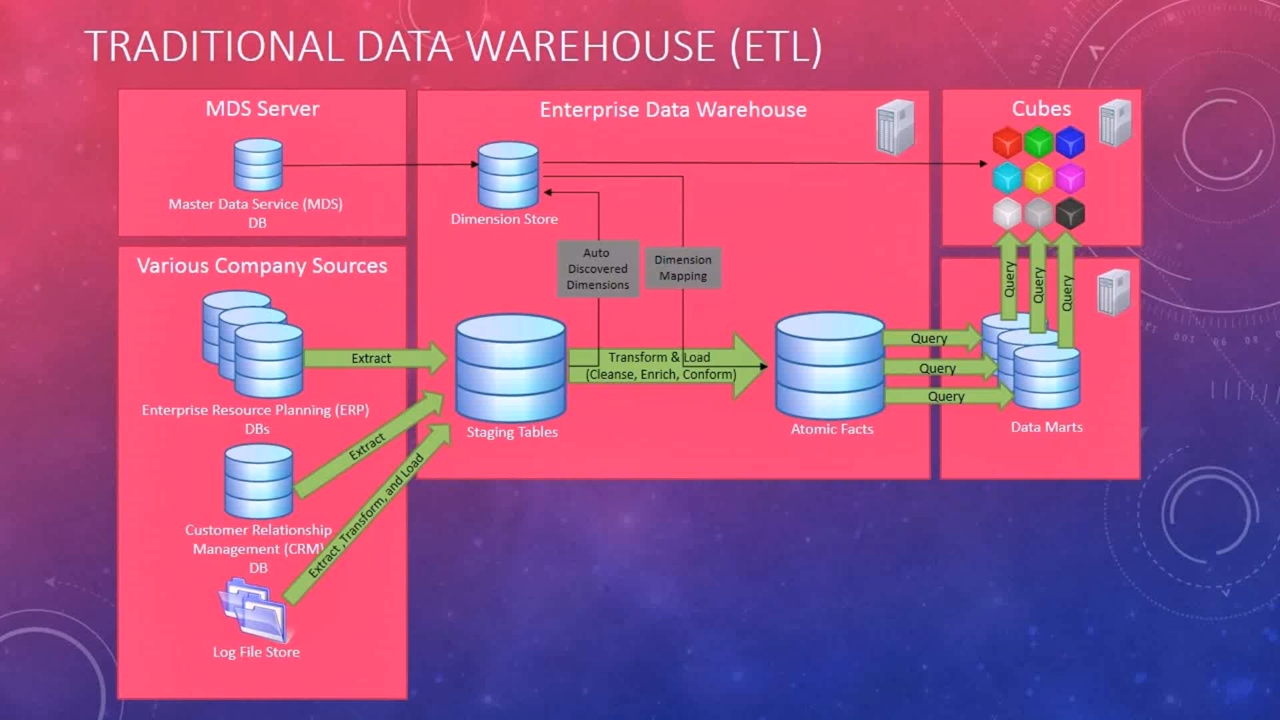 TRADITIONAL DATA WAREHOUSE (ETL)
MDS Server
Master Data Service (MDS)
DB
Various Company Sources
Enterprise Resource Planning (ERP)
DBs
Customer Relationship
Management (CRM)
DB
Log File Store
Extract
Extract
Extract ,Transform, and Load
Enterprise Data Warehouse
Dimension Store
Auto
Discovered
Dimensions
Dimension
Mapping
Staging Tables
Transform & Load
(Cleanse, Enrich, Conform)
Atomic Facts
Query
Query
Query
Cubes
Query
Query
Query
Data Marts